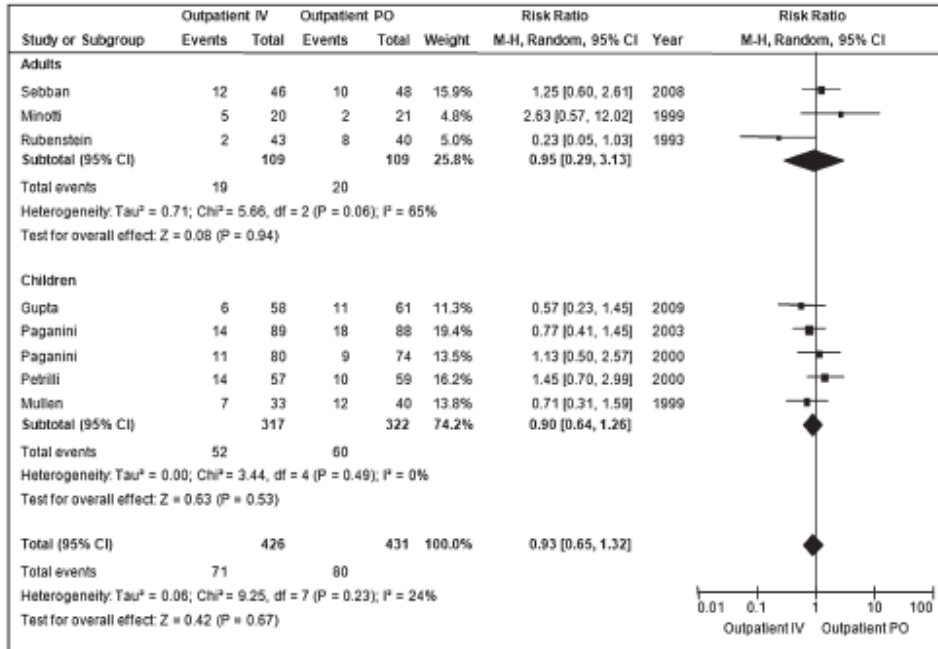 Outpatient IV Outpatient PO Risk Ratio Risk Ratio
Study or Subgroup Events Total Events Total Weight M-H, Random, 95% CI Year M-H, Random, 95% CI
Adults
Sebban 12 46 10 48 15.9% 1.25 [0.60, 2.61] 2008
Minotti 5 20 2 21 4.8% 2.63 [0.57, 12.02] 1999
Rubenstein 2 43 8 40 5.0% 0.23 [0.05, 1.03] 1993
Subtotal (95% CI) 109 109 25.8% 0.95 [0.29, 3.13]
Total events 19 20
Heterogeneity: Tau² = 0.71; Chi² = 5.66, df = 2 (P = 0.06); I² = 65%
Test for overall effect: Z = 0.08 (P = 0.94)
Children
Gupta 6 58 11 61 11.3% 0.57 [0.23, 1.45] 2009
Paganini 14 89 18 88 19.4% 0.77 [0.41, 1.45] 2003
Paganini 11 80 9 74 13.5% 1.13 [0.50, 2.57] 2000
Petrilli 14 57 10 59 16.2% 1.45 [0.70, 2.99] 2000
Mullen 7 33 12 40 13.8% 0.71 [0.31, 1.59] 1999
Subtotal (95% CI) 317 322 74.2% 0.90 [0.64, 1.26]
Total events 52 60
Heterogeneity: Tau² = 0.00; Chi² = 3.44, df = 4 (P = 0.49); I² = 0%
Test for overall effect: Z = 0.63 (P = 0.53)
Total (95% CI) 426 431 100.0% 0.93 [0.65, 1.32]
Total events 71 80
Heterogeneity: Tau² = 0.06; Chi² = 9.25, df = 7 (P = 0.23); I² = 24%
Test for overall effect: Z = 0.42 (P = 0.67)
0.01 0.1 1 10 100
Outpatient IV Outpatient PO